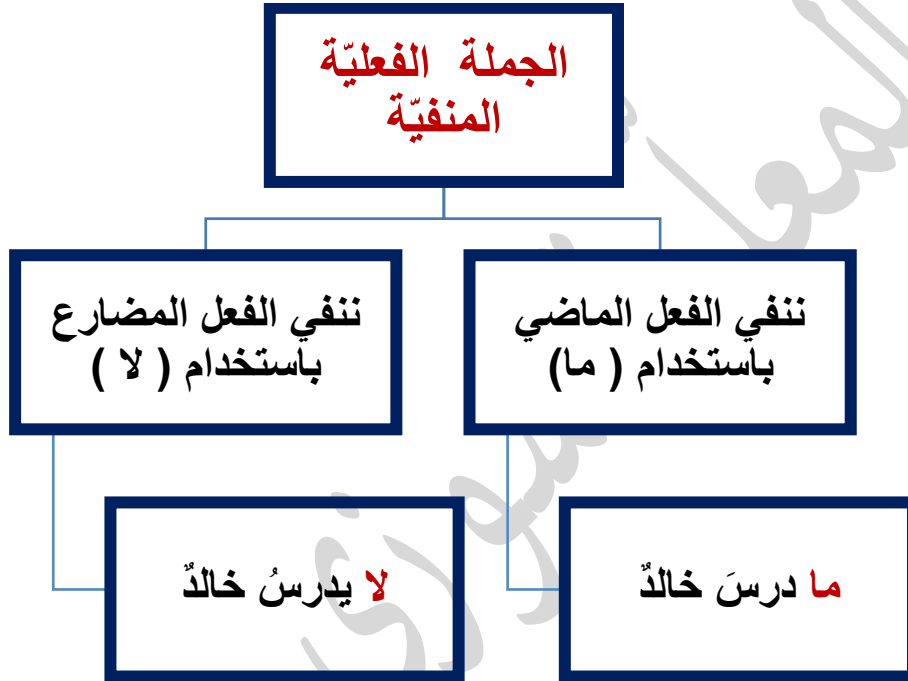 الجملة الفعليّة
المنفيّة
ننفي الفعل الماضي
باستخدام ( ما)
ننفي الفعل المضارع
باستخدام ( لا )
ما درسَ خالدٌ
لا يدرسُ خالدٌ